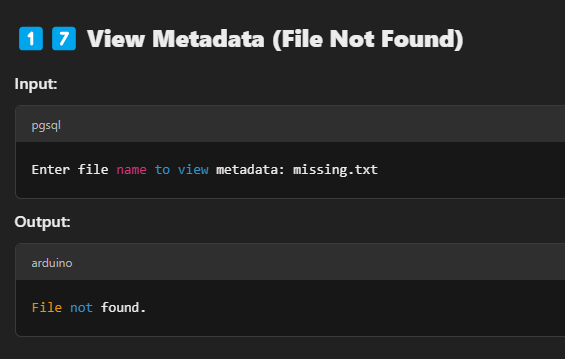 1️⃣7️⃣ View Metadata (File Not Found)
Input:
pgsql
Enter file name to view metadata: missing.txt
Output:
arduino
File not found.